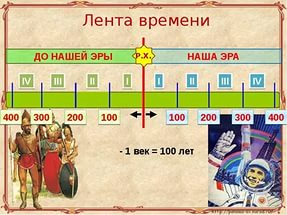 Лента времени
ДО НАШЕЙ ЭРЫ Р.Х. НАША ЭРА
IV III II I I II III IV
400 300 200 100 100 200 300 400
- 1 век = 100 лет